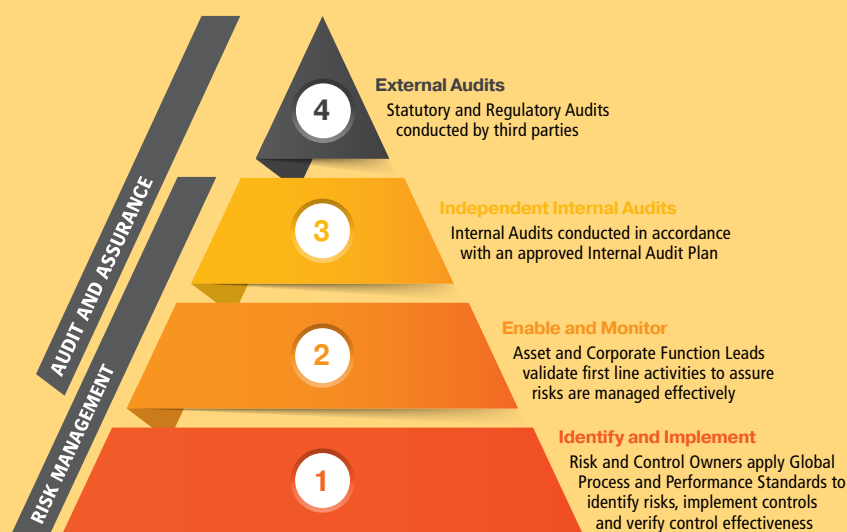 AUDIT AND ASSURANCE
RISK MANAGEMENT
4
External Audits
Statutory and Regulatory Audits
conducted by third parties
3
Independent Internal Audits
Internal Audits conducted in accordance
with an approved Internal Audit Plan
2
Enable and Monitor
Asset and Corporate Function Leads
validate first line activities to assure
risks are managed effectively
1
Identify and Implement
Risk and Control Owners apply Global
Process and Performance Standards to
identify risks, implement controls
and verify control effectiveness